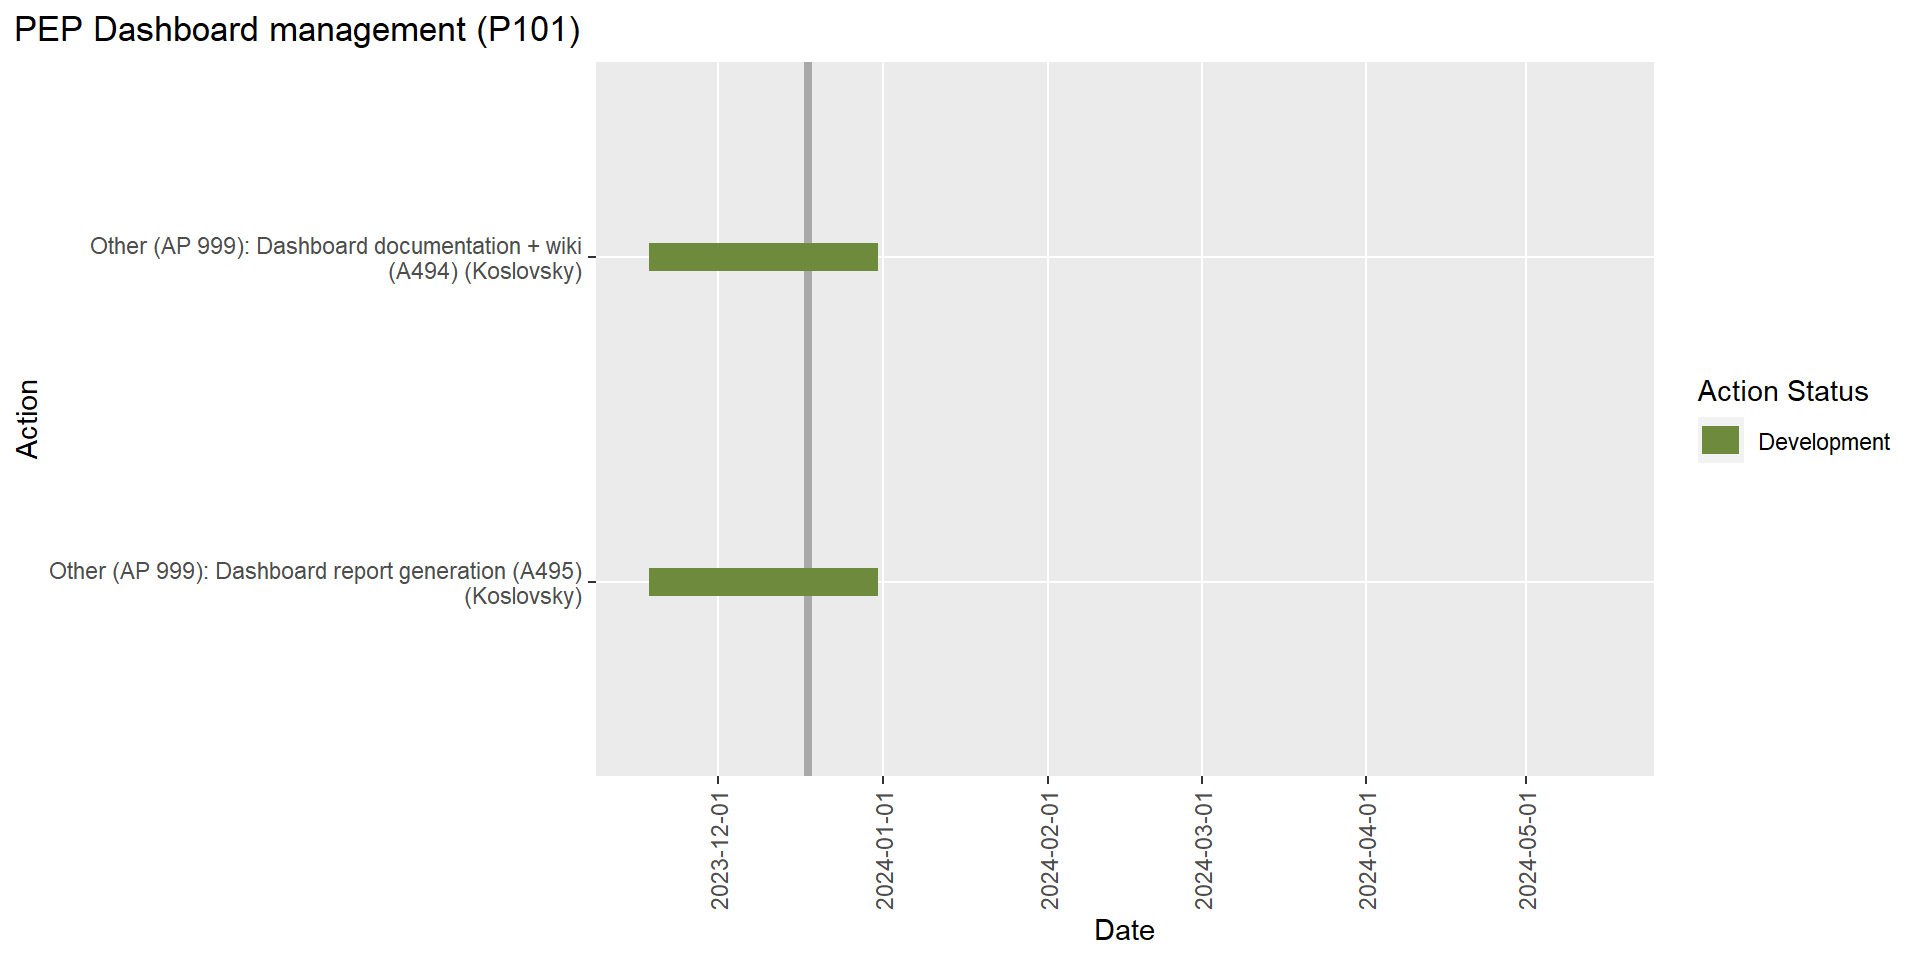 PEP Dashboard management (P101)
Other (AP 999): Dashboard documentation + wiki
(A494) (Koslovsky)
Other (AP 999): Dashboard report generation (A495)
(Koslovsky)
Action
Action Status
Development
2023-12-01
2024-01-01
2024-02-01
2024-03-01
2024-04-01
2024-05-01
Date